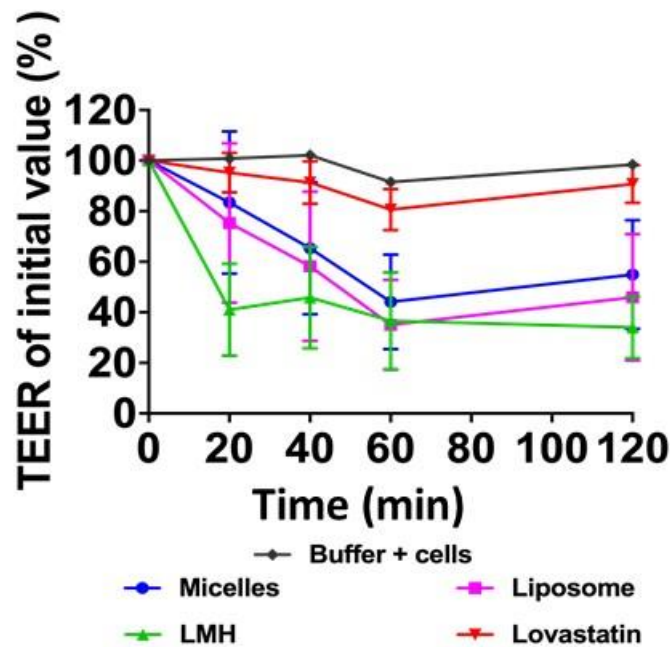 TEER of initial value (%)
120
100
80
60
40
20
0
0 20 40 60 80 100 120
Time (min)
Buffer + cells
Micelles Liposome
LMH Lovastatin